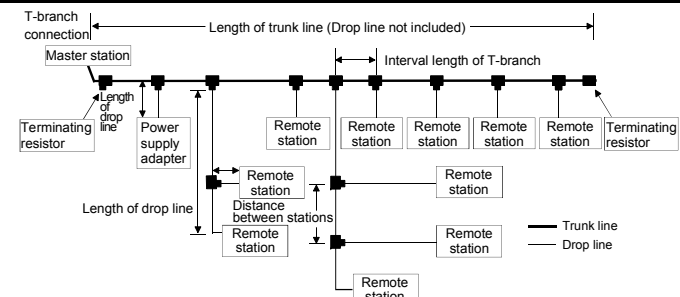 T-branch
connection
Length of trunk line (Drop line not included)
Master station
Interval length of T-branch
Length
of
drop
line
Terminating
resistor
Power
supply
adapter
Remote
station
Remote
station
Remote
station
Remote
station
Remote
station
Terminating
resistor
Remote
station
Length of drop line
Distance
between stations
Remote
station
Remote
station
Remote
station
Trunk line
Drop line
Remote
station